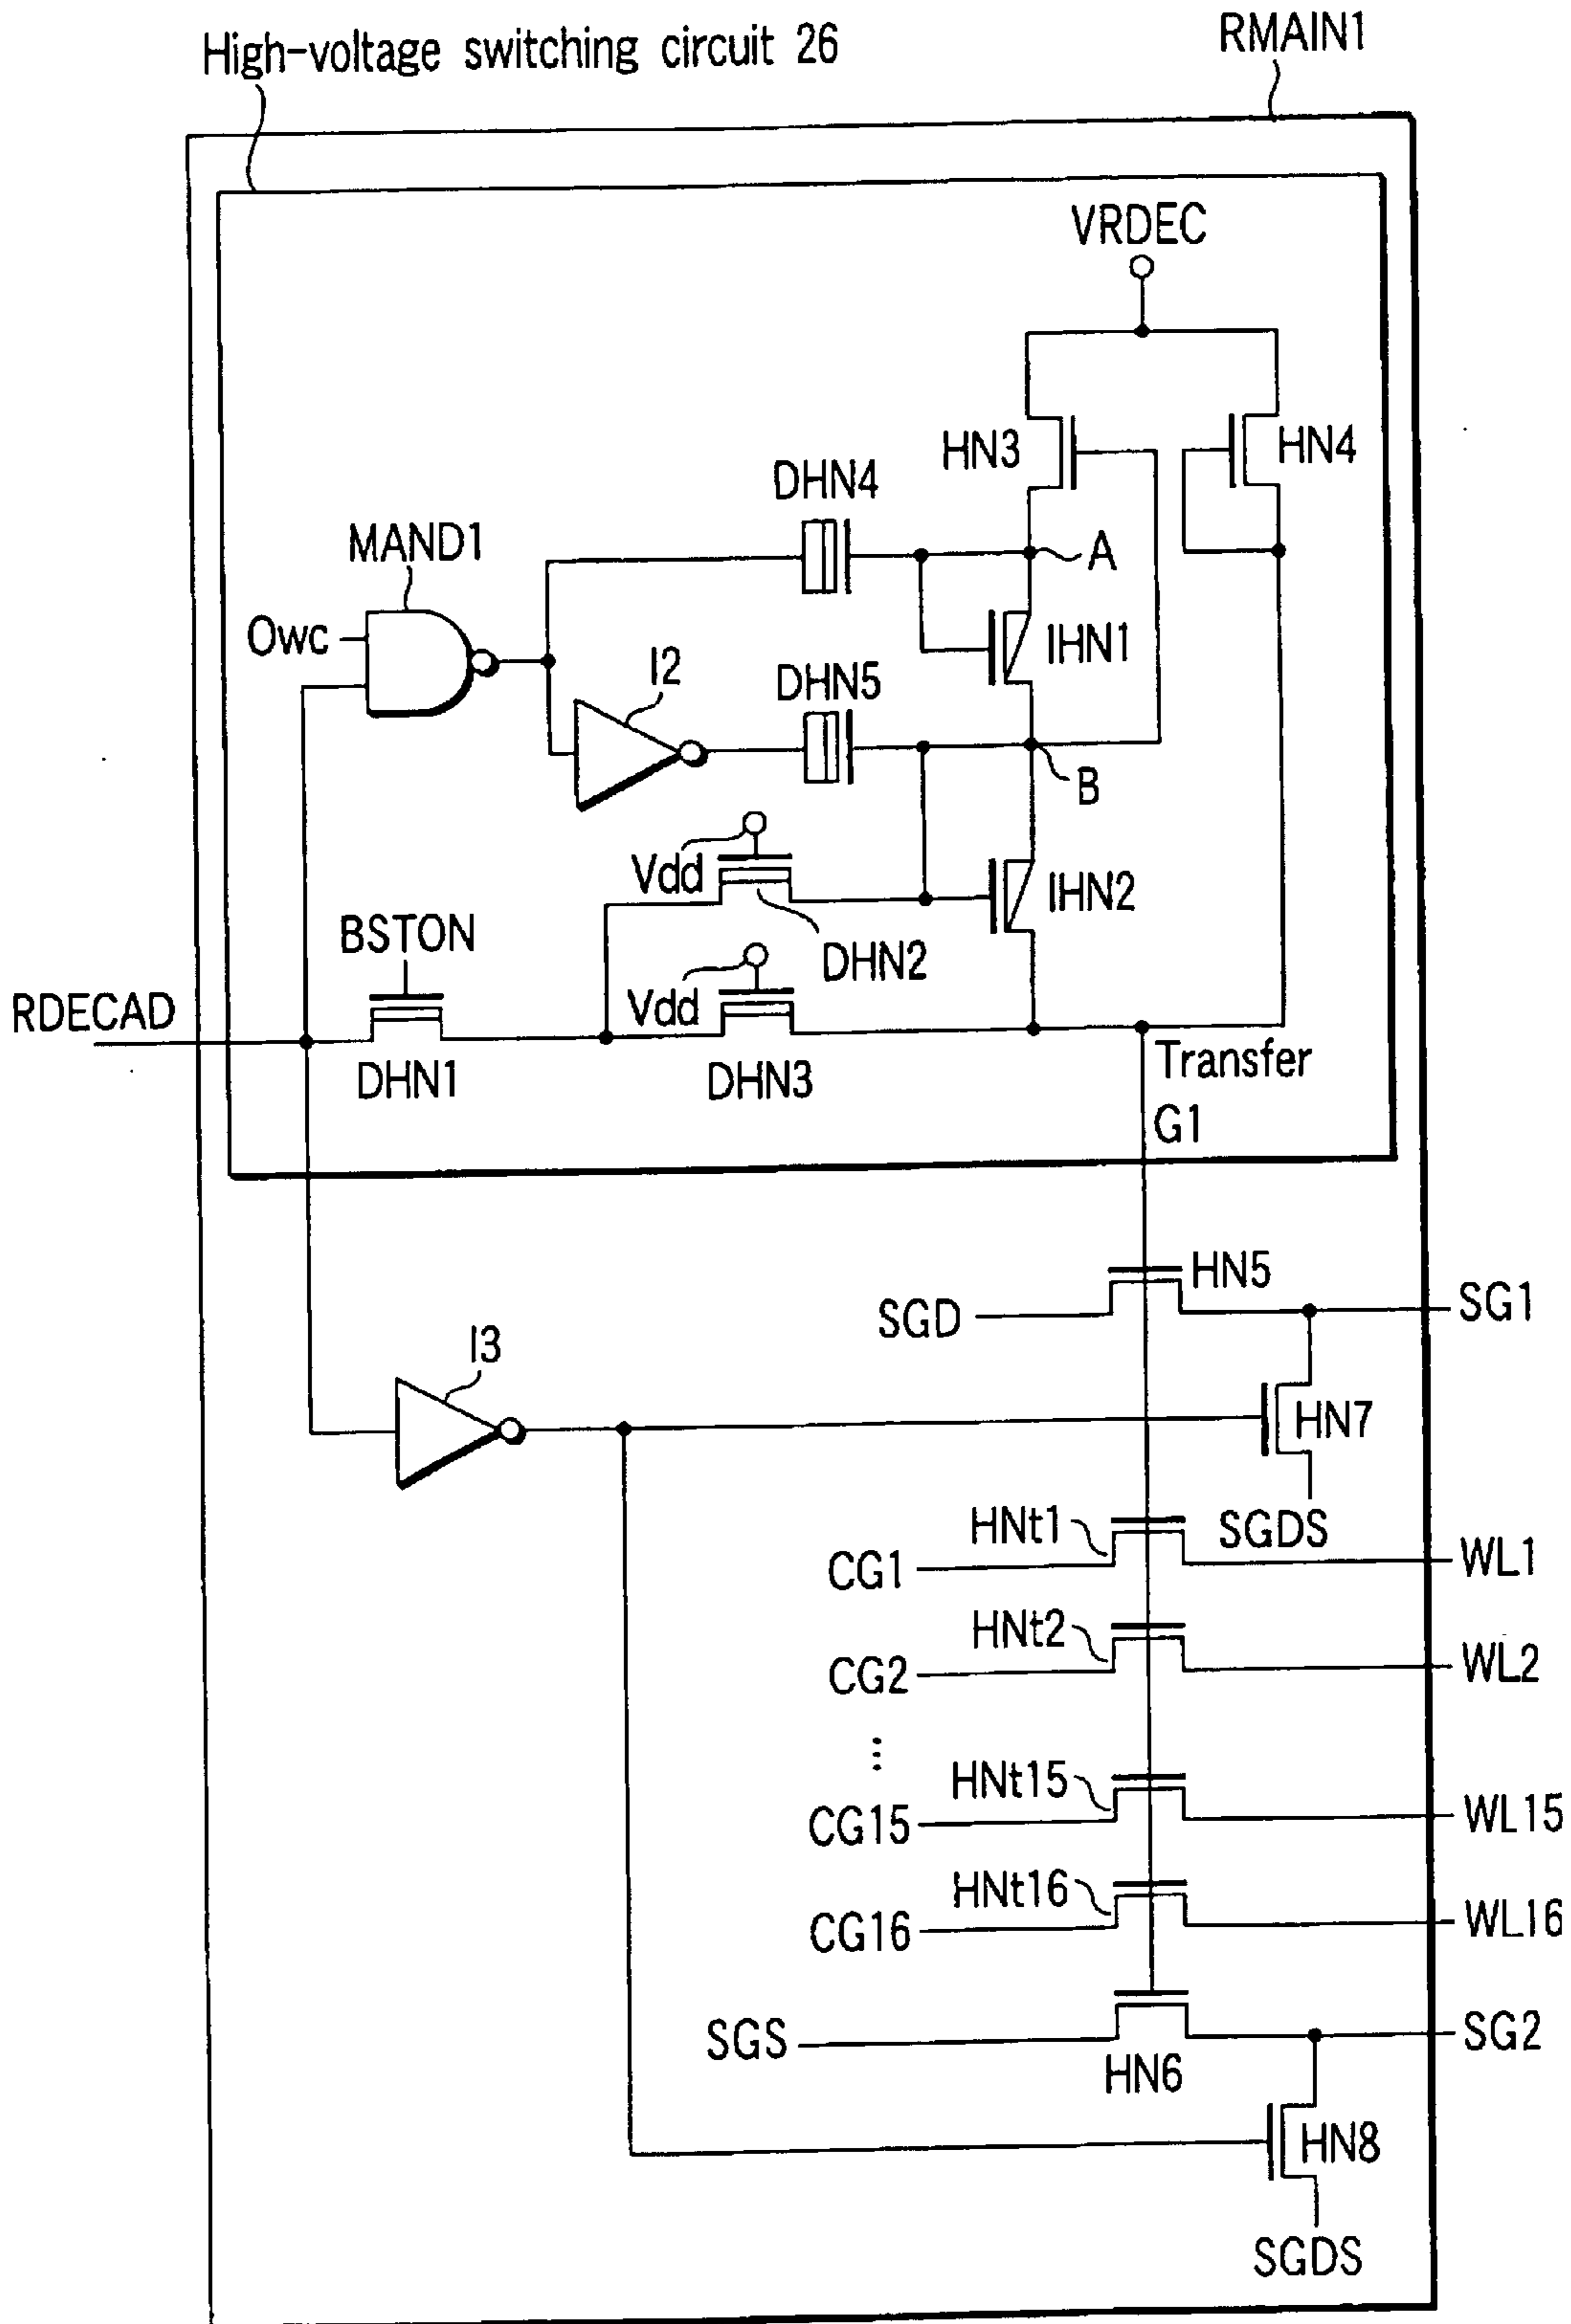 High-voltage switching circuit 26
RMAIN1
VRDEC
HN3
HN4
DHN4
MAND1
A
Owc
IHN1
I2
DHN5
B
Vdd
IHN2
BSTON
DHN2
RDECAD
Vdd
DHN1
DHN3
Transfer
G1
HN5
SGD
SG1
I3
HN7
HNt1
SGDS
CG1
WL1
HNt2
CG2
WL2
⋮
HNt15
CG15
WL15
HNt16
CG16
WL16
SGS
SG2
HN6
HN8
SGDS